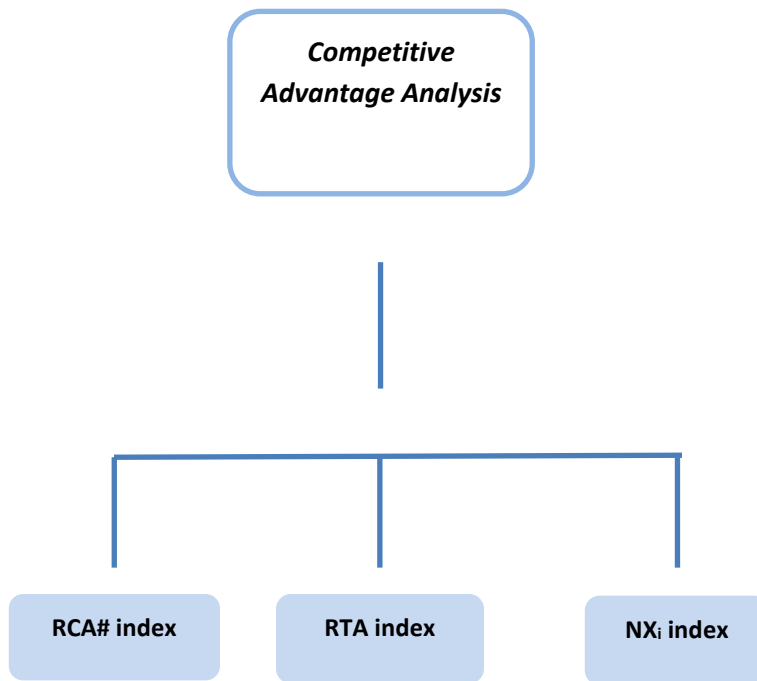 Competitive
Advantage Analysis
RCA# index
RTA index
NXᵢ index